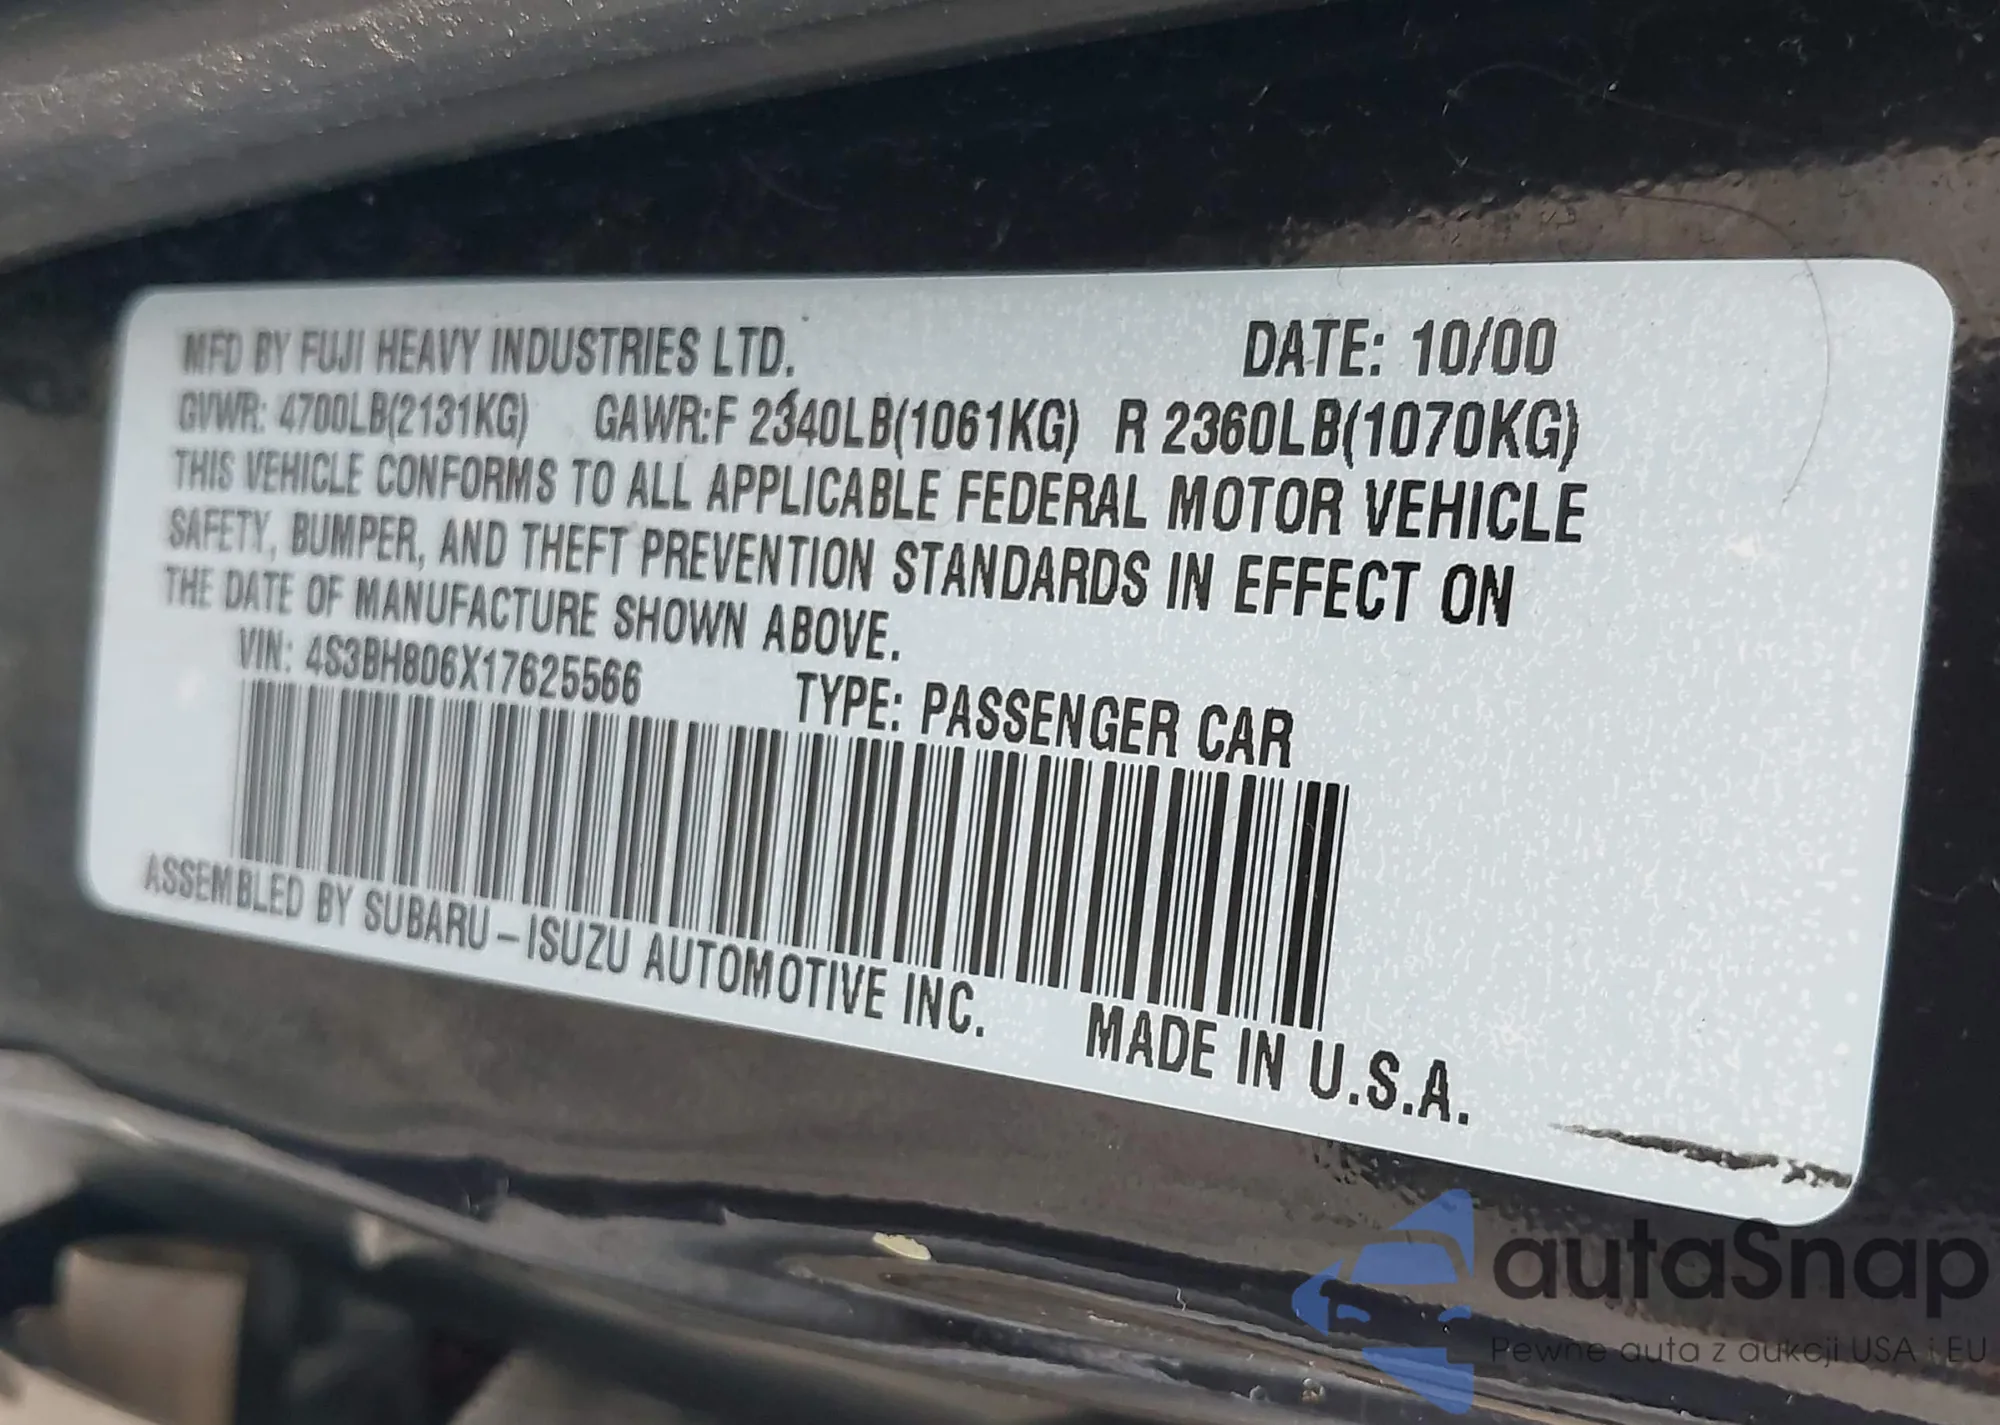 MFD BY FUJI HEAVY INDUSTRIES LTD. DATE: 10/00
GVWR: 4700LB(2131KG) GAWR:F 2340LB(1061KG) R 2360LB(1070KG)
THIS VEHICLE CONFORMS TO ALL APPLICABLE FEDERAL MOTOR VEHICLE
SAFETY, BUMPER, AND THEFT PREVENTION STANDARDS IN EFFECT ON
THE DATE OF MANUFACTURE SHOWN ABOVE.
VIN: 4S3BH806X17625566 TYPE: PASSENGER CAR
ASSEMBLED BY SUBARU-ISUZU AUTOMOTIVE INC. MADE IN U.S.A.
autaSnap
Pewne auta z aukcji USA i EU